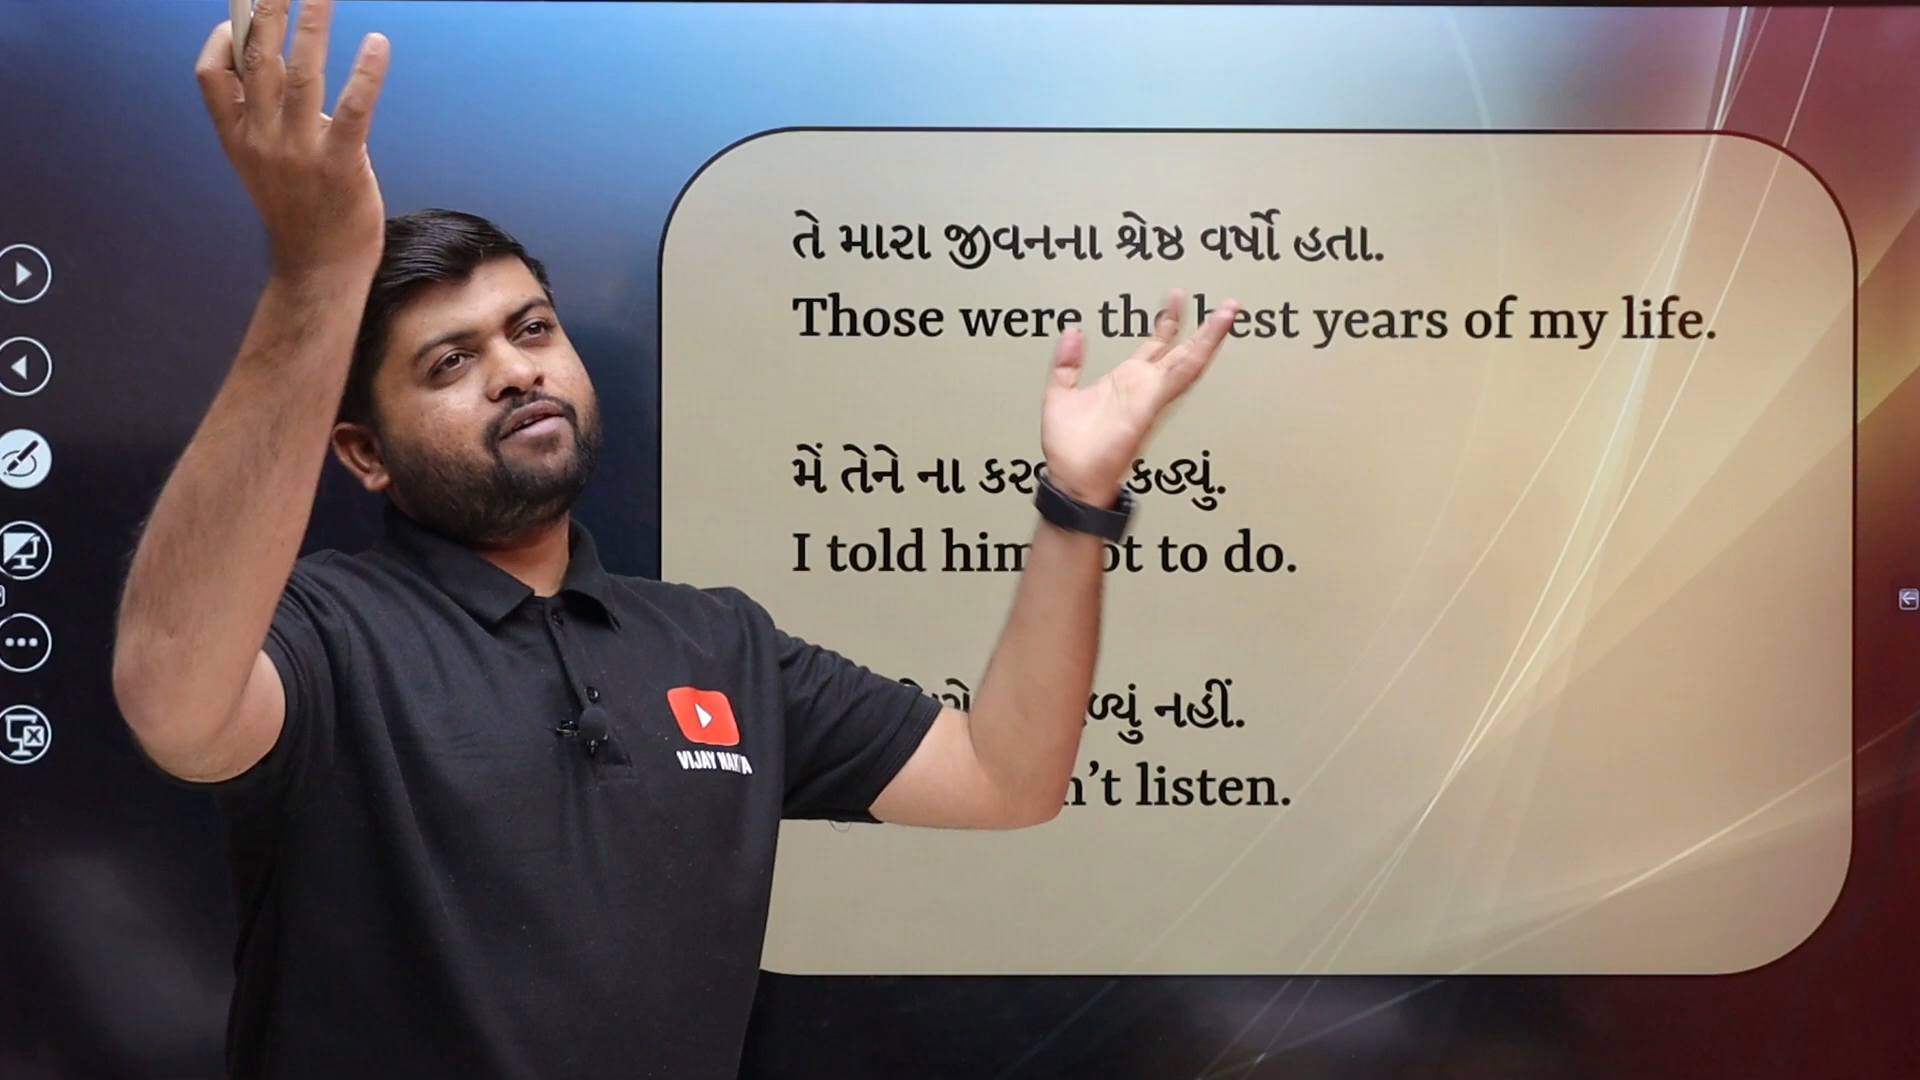 તે મારા જીવનના શ્રેષ્ઠ વર્ષો હતા.
Those were the best years of my life.
મેં તેને ના કહ્યું.
I told him to do.
નહીં.
listen.
VIJAY